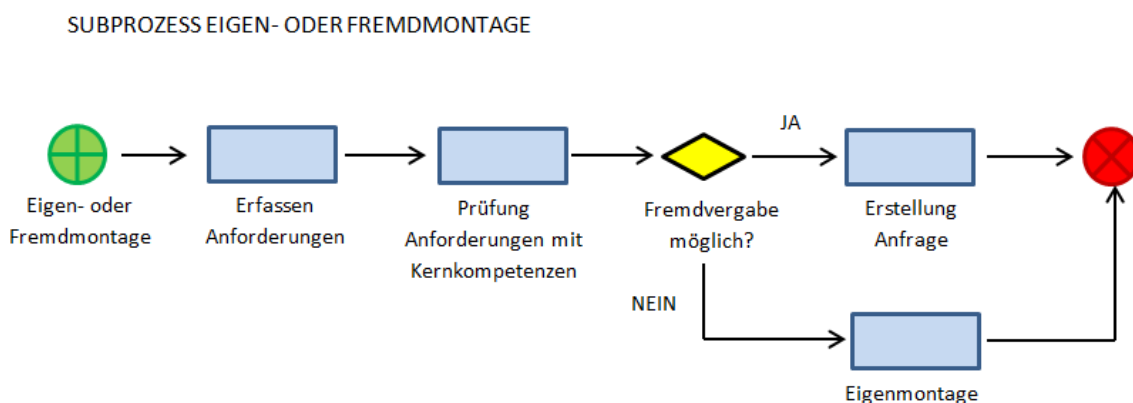 SUBPROZESS EIGEN- ODER FREMDMONTAGE
Eigen- oder
Fremdmontage
Erfassen
Anforderungen
Prüfung
Anforderungen mit
Kernkompetenzen
Fremdvergabe
möglich?
JA
Erstellung
Anfrage
NEIN
Eigenmontage